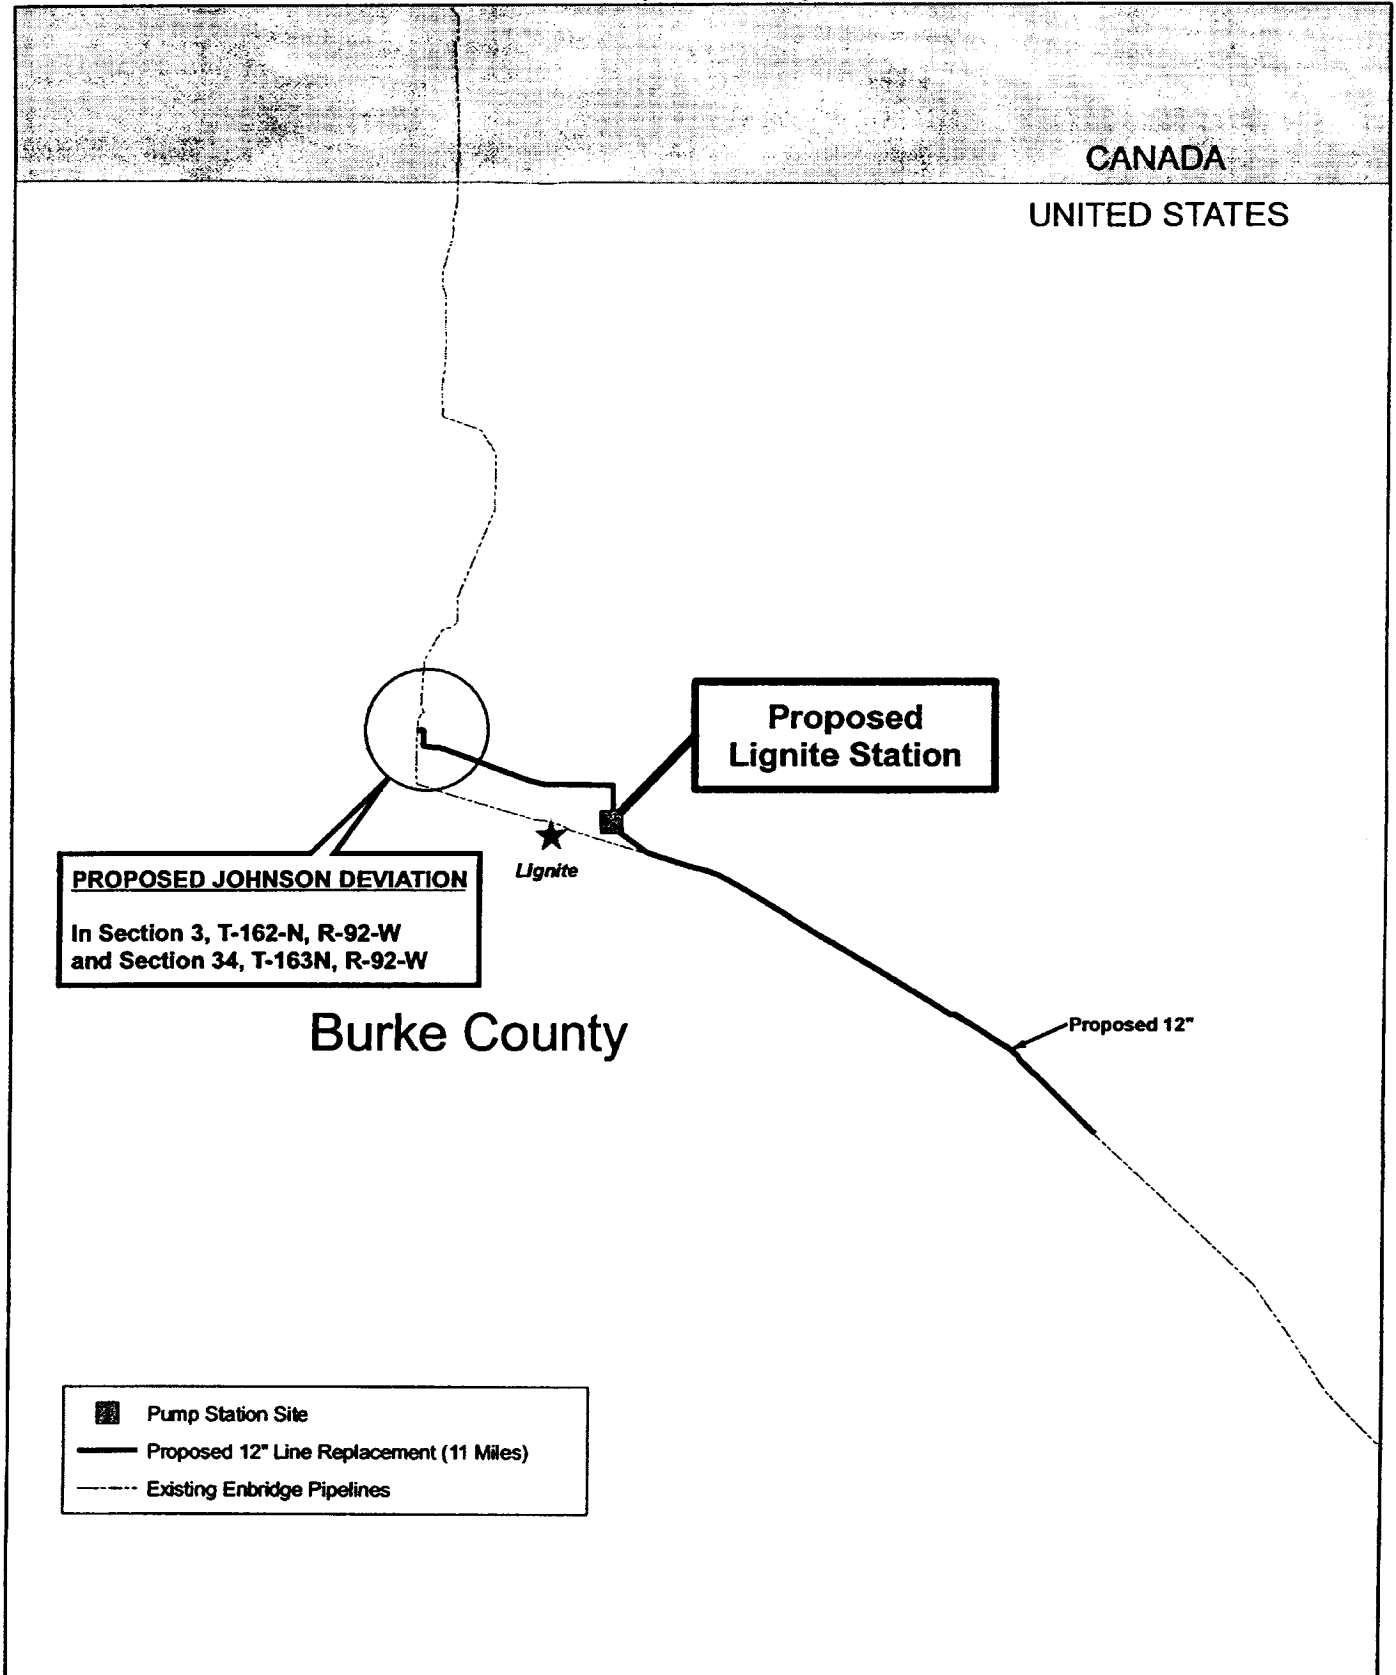 CANADA
UNITED STATES
Proposed
Lignite Station
Lignite
PROPOSED JOHNSON DEVIATION
In Section 3, T-162-N, R-92-W
and Section 34, T-163N, R-92-W
Burke County
Proposed 12"
Pump Station Site
Proposed 12" Line Replacement (11 Miles)
Existing Enbridge Pipelines